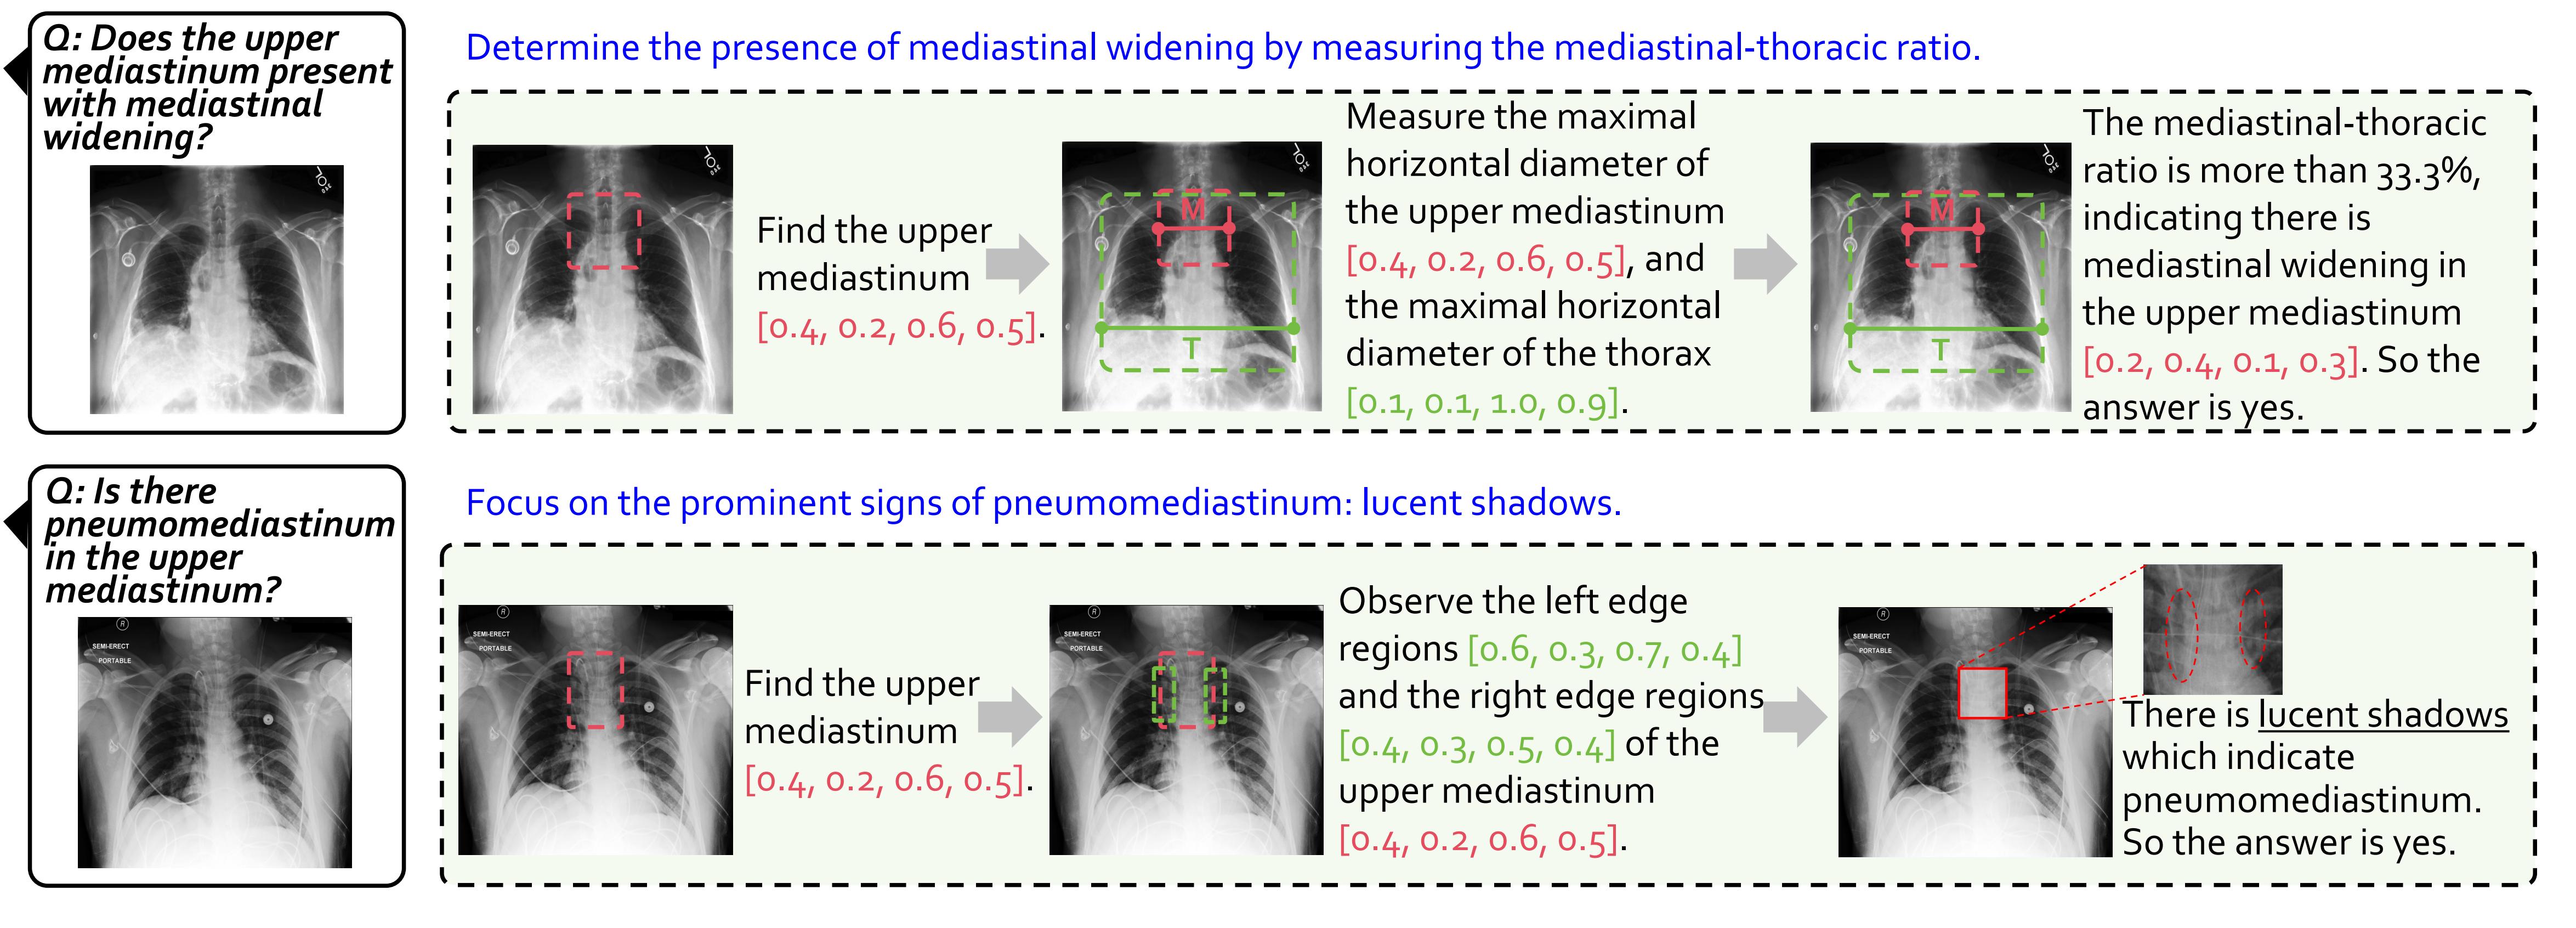 Q: Does the upper
mediastinum present
with mediastinal
widening?
Determine the presence of mediastinal widening by measuring the mediastinal-thoracic ratio.
Find the upper
mediastinum
[0.4, 0.2, 0.6, 0.5].
M
T
Measure the maximal
horizontal diameter of
the upper mediastinum
[0.4, 0.2, 0.6, 0.5], and
the maximal horizontal
diameter of the thorax
[0.1, 0.1, 1.0, 0.9].
M
T
The mediastinal-thoracic
ratio is more than 33.3%,
indicating there is
mediastinal widening in
the upper mediastinum
[0.2, 0.4, 0.1, 0.3]. So the
answer is yes.
Q: Is there
pneumomediastinum
in the upper
mediastinum?
R
SEMI-ERECT
PORTABLE
Focus on the prominent signs of pneumomediastinum: lucent shadows.
R
SEMI-ERECT
PORTABLE
Find the upper
mediastinum
[0.4, 0.2, 0.6, 0.5].
R
SEMI-ERECT
PORTABLE
Observe the left edge
regions [0.6, 0.3, 0.7, 0.4]
and the right edge regions
[0.4, 0.3, 0.5, 0.4] of the
upper mediastinum
[0.4, 0.2, 0.6, 0.5].
R
SEMI-ERECT
PORTABLE
There is lucent shadows
which indicate
pneumomediastinum.
So the answer is yes.